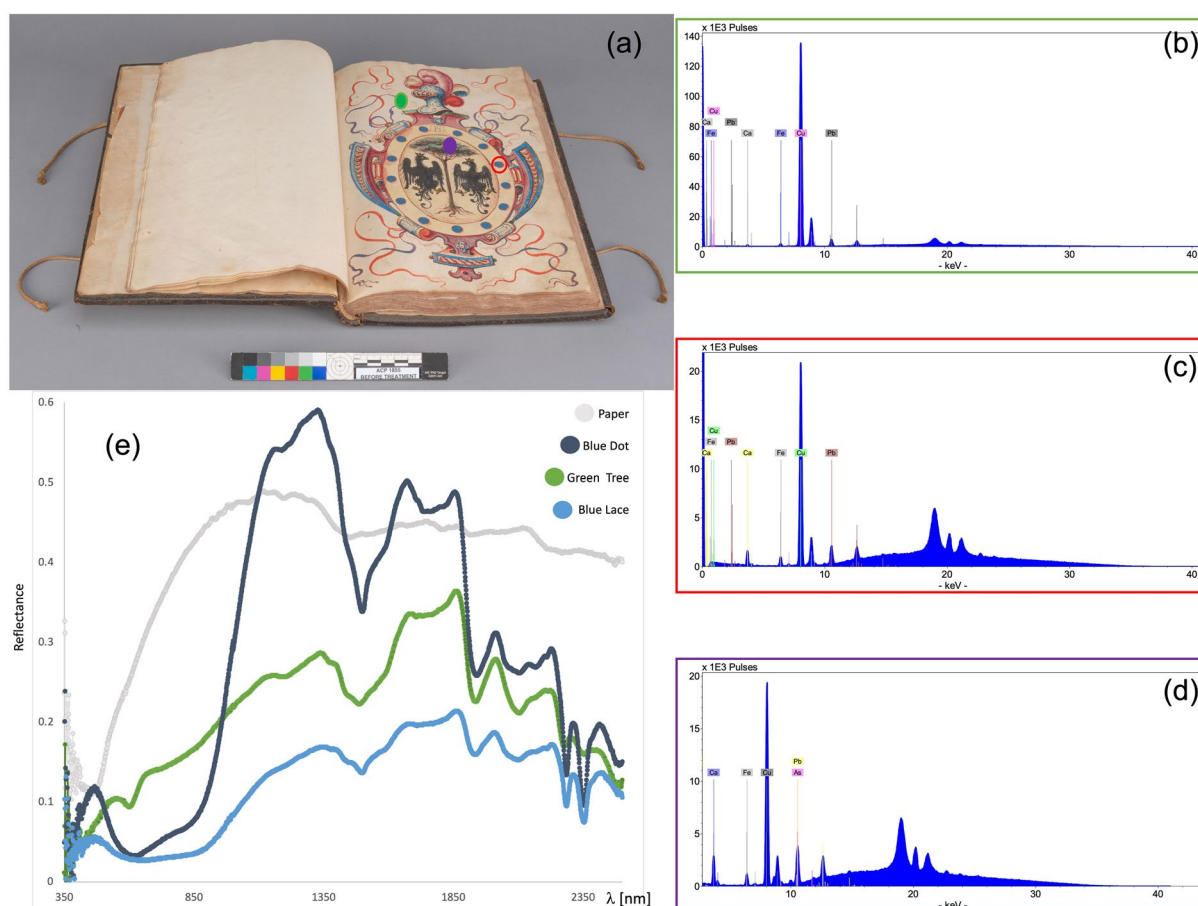 (a)
ACP 1855
BEFORE TREATMENT
x 1E3 Pulses
(b)
140
120
100
80
60
40
20
0
Cu
Ca Pb
Fe Ca Fe Cu Pb
0 10 20 30 40
- keV -
x 1E3 Pulses
(c)
20
15
10
5
0
Cu
Fe Pb Fe Pb
Ca Ca Cu
0 10 20 30 40
- keV -
x 1E3 Pulses
(d)
20
15
10
5
0
Pb
Ca Fe Cu As
10 20 30 40
- keV -
(e)
0.6
0.5
0.4
0.3
0.2
0.1
0
Reflectance
Paper
Blue Dot
Green Tree
Blue Lace
350 850 1350 1850 2350 λ [nm]